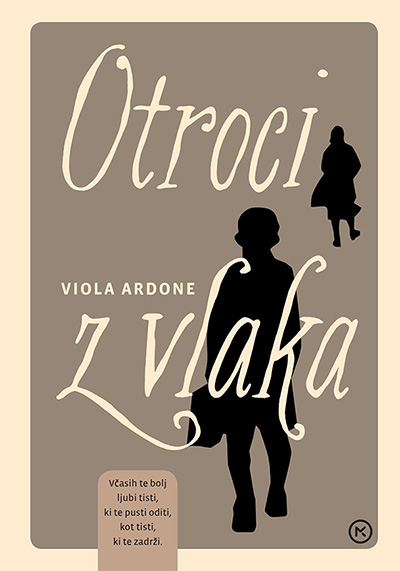 Otroci
VIOLA ARDONE
z vlaka
Včasih te bolj
ljubi tisti,
ki te pusti oditi,
kot tisti,
ki te zadrži.